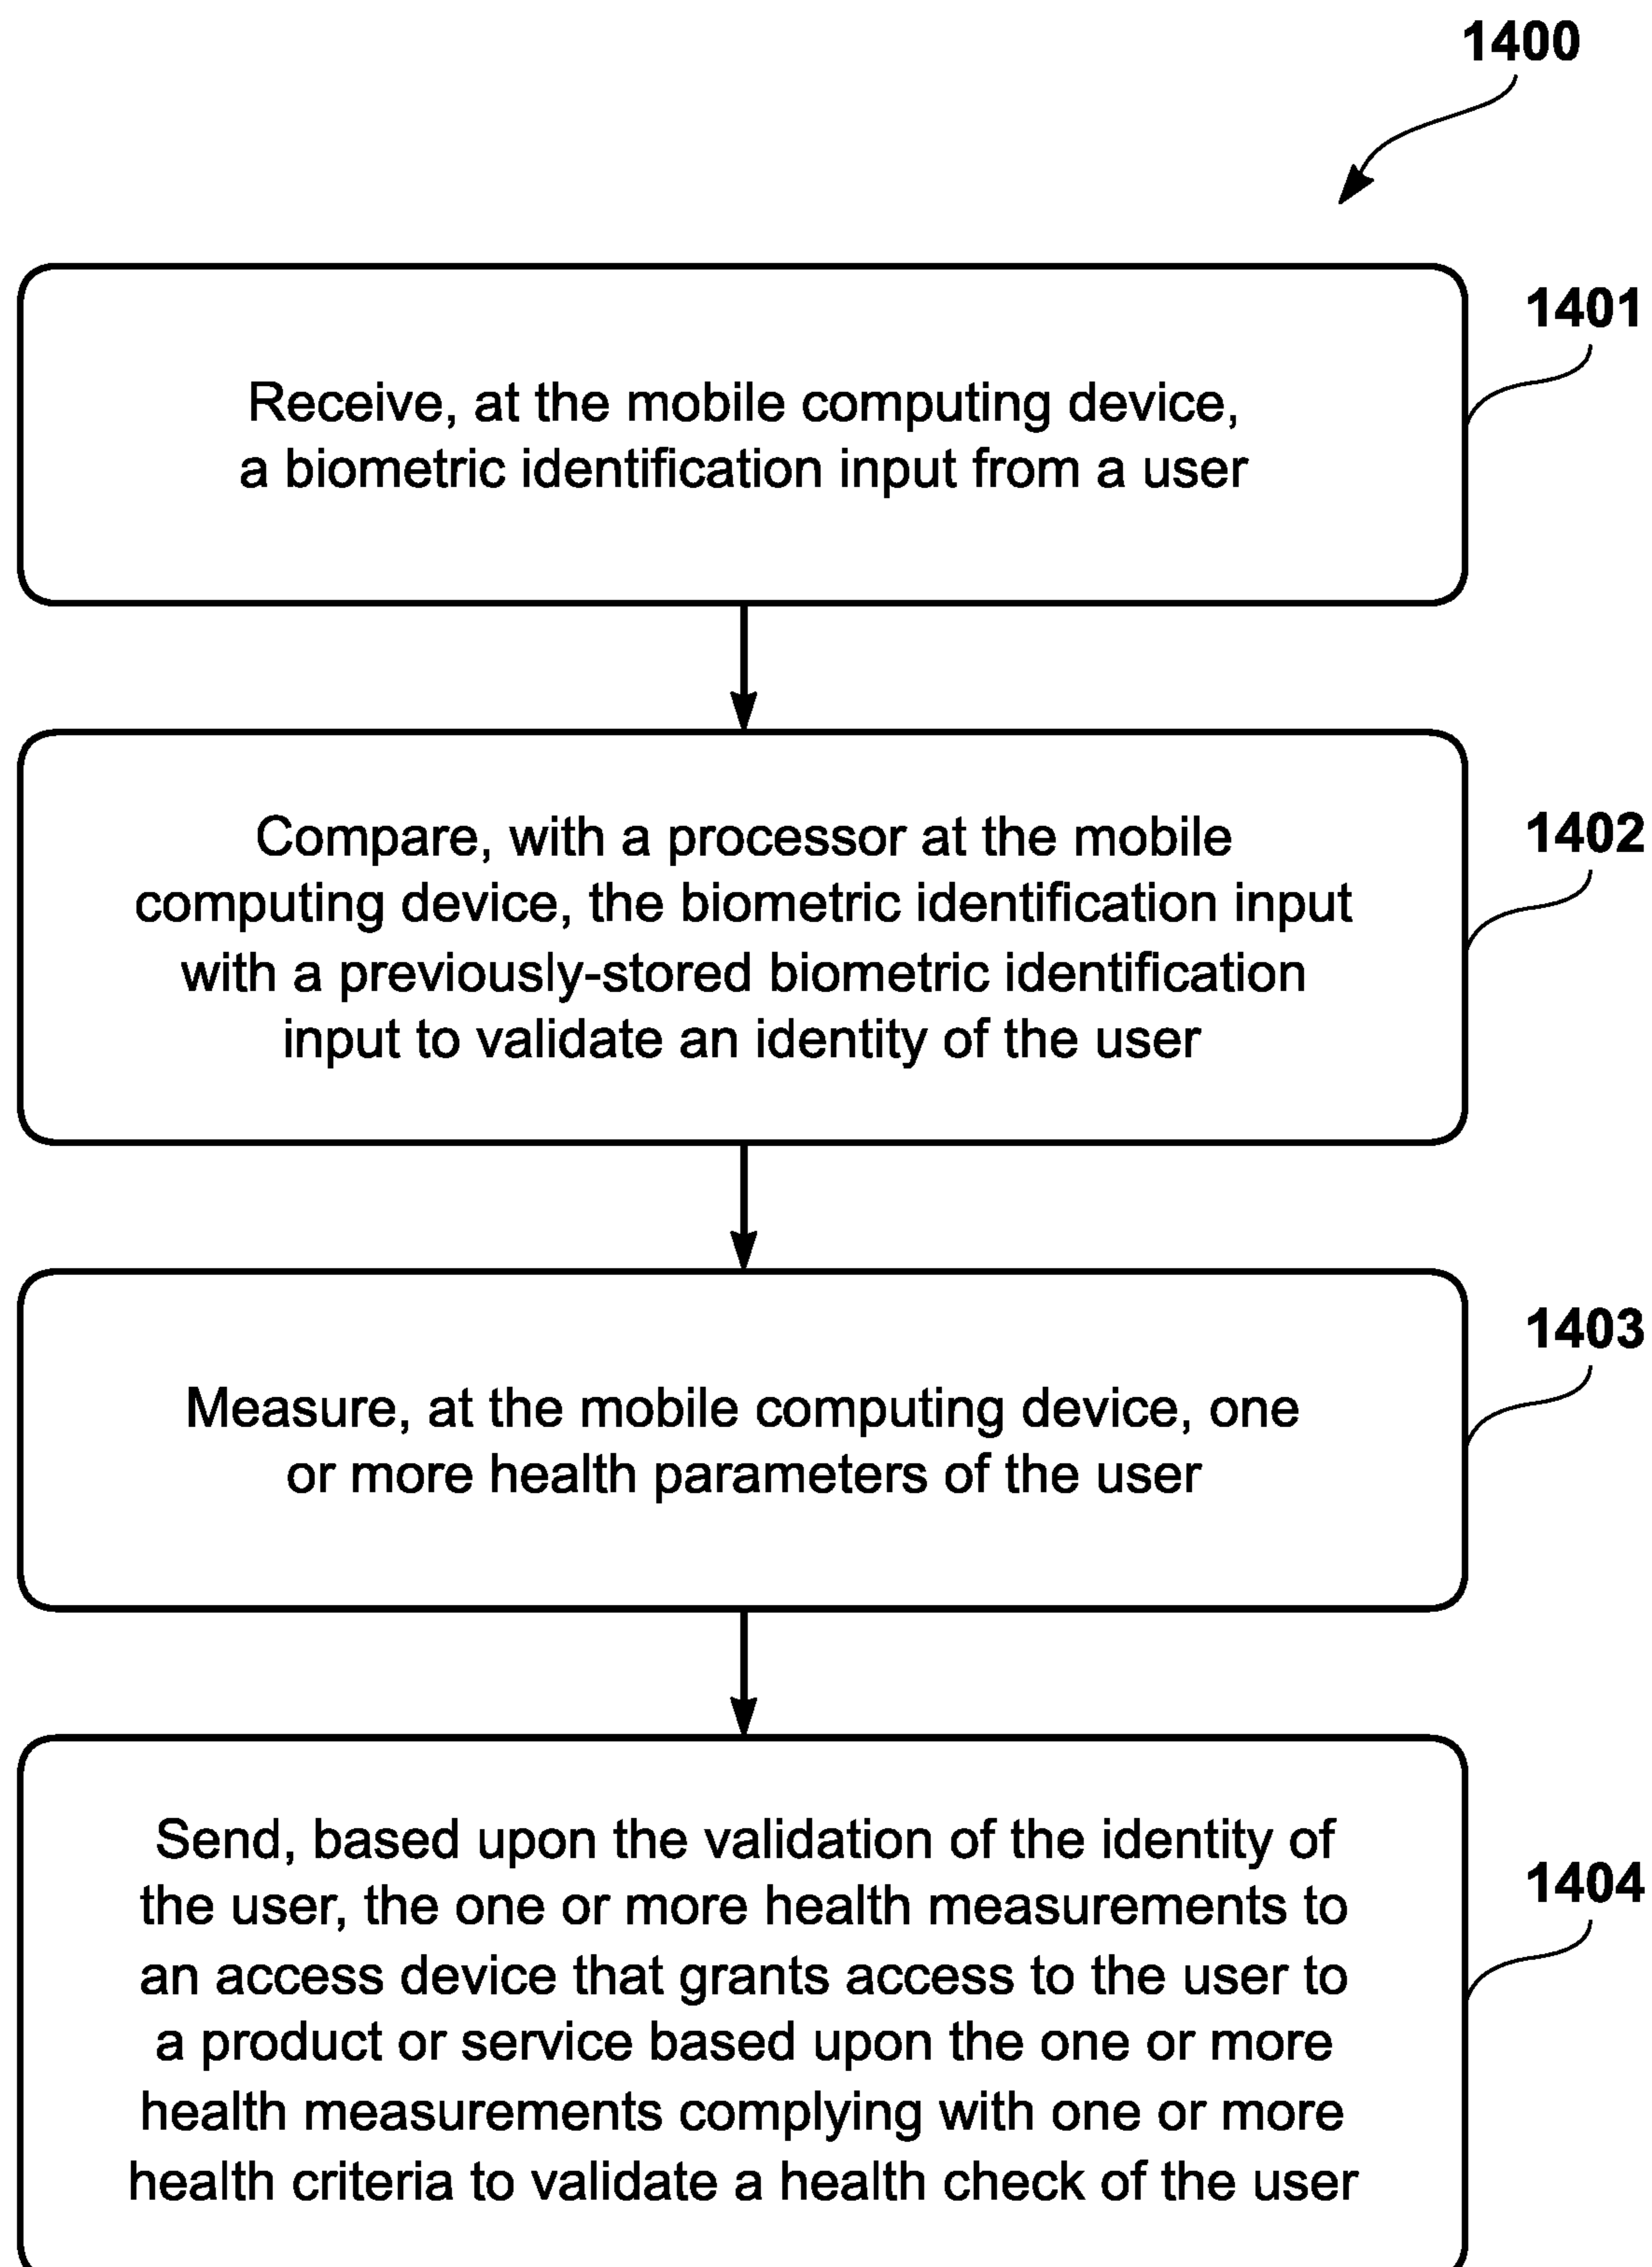 1400
1401
Receive, at the mobile computing device,
a biometric identification input from a user
1402
Compare, with a processor at the mobile
computing device, the biometric identification input
with a previously-stored biometric identification
input to validate an identity of the user
1403
Measure, at the mobile computing device, one
or more health parameters of the user
1404
Send, based upon the validation of the identity of
the user, the one or more health measurements to
an access device that grants access to the user to
a product or service based upon the one or more
health measurements complying with one or more
health criteria to validate a health check of the user